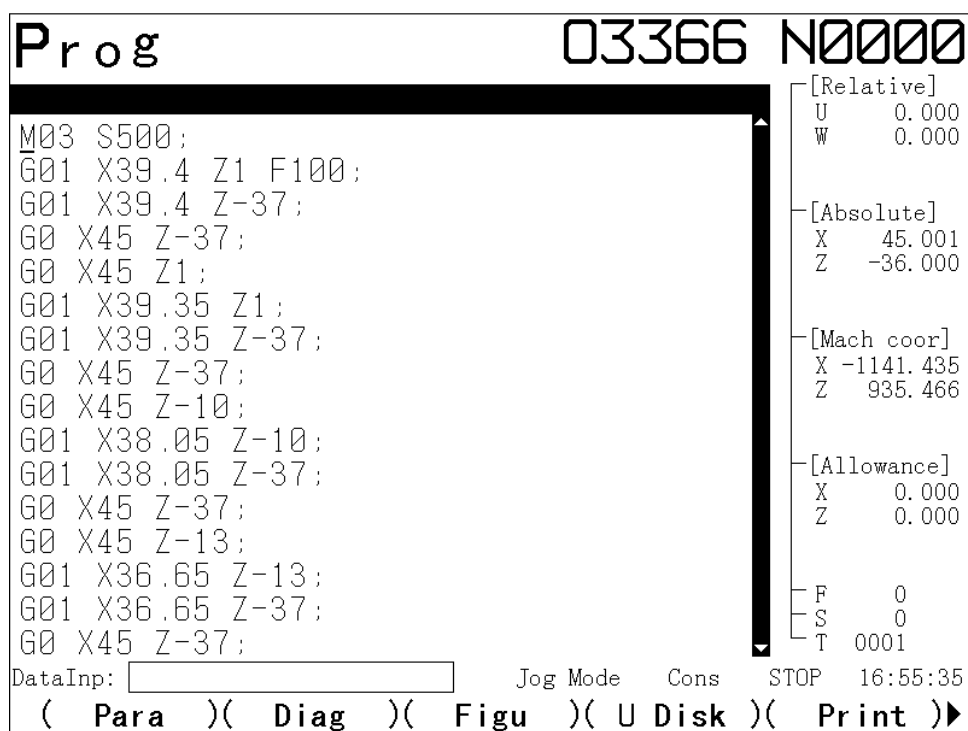 Prog O3366 N0000
M03 S500;
G01 X39.4 Z1 F100;
G01 X39.4 Z-37;
G0 X45 Z-37;
G0 X45 Z1;
G01 X39.35 Z1;
G01 X39.35 Z-37;
G0 X45 Z-37;
G0 X45 Z-10;
G01 X38.05 Z-10;
G01 X38.05 Z-37;
G0 X45 Z-37;
G0 X45 Z-13;
G01 X36.65 Z-13;
G01 X36.65 Z-37;
G0 X45 Z-37;
[Relative]
U 0.000
W 0.000
[Absolute]
X 45.001
Z -36.000
[Mach coor]
X -1141.435
Z 935.466
[Allowance]
X 0.000
Z 0.000
F 0
S 0
T 0001
DataInp: Jog Mode Cons STOP 16:55:35
( Para )( Diag )( Figu )( U Disk )( Print )